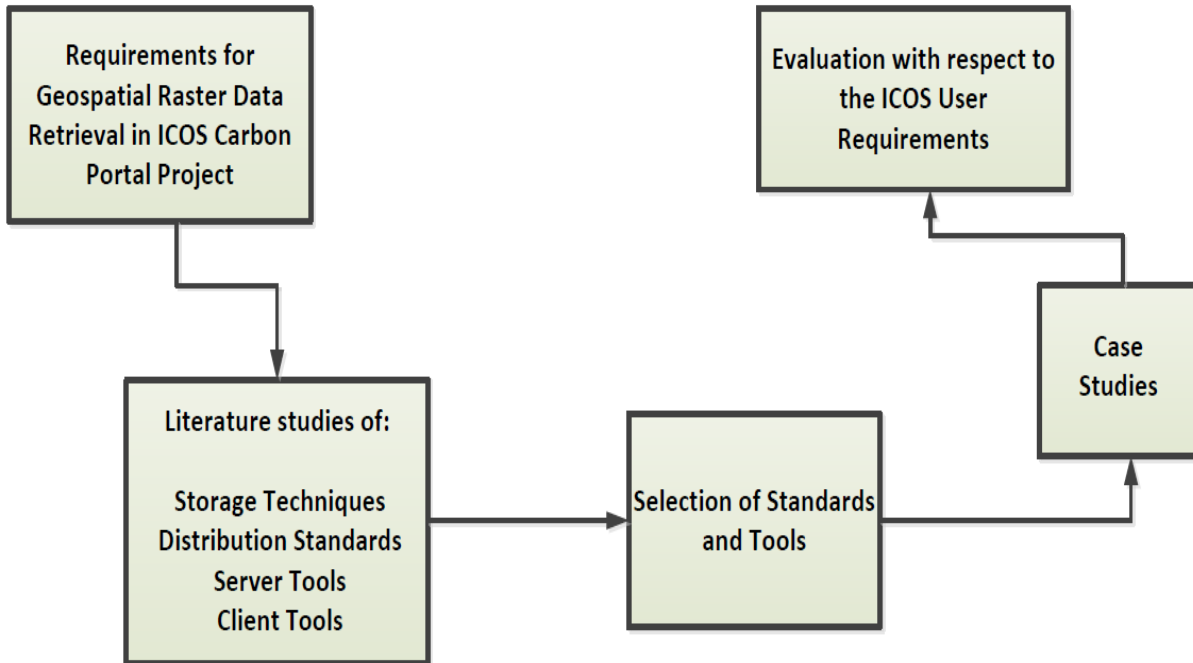 Requirements for
Geospatial Raster Data
Retrieval in ICOS Carbon
Portal Project
Literature studies of:
Storage Techniques
Distribution Standards
Server Tools
Client Tools
Selection of Standards
and Tools
Case
Studies
Evaluation with respect to
the ICOS User
Requirements